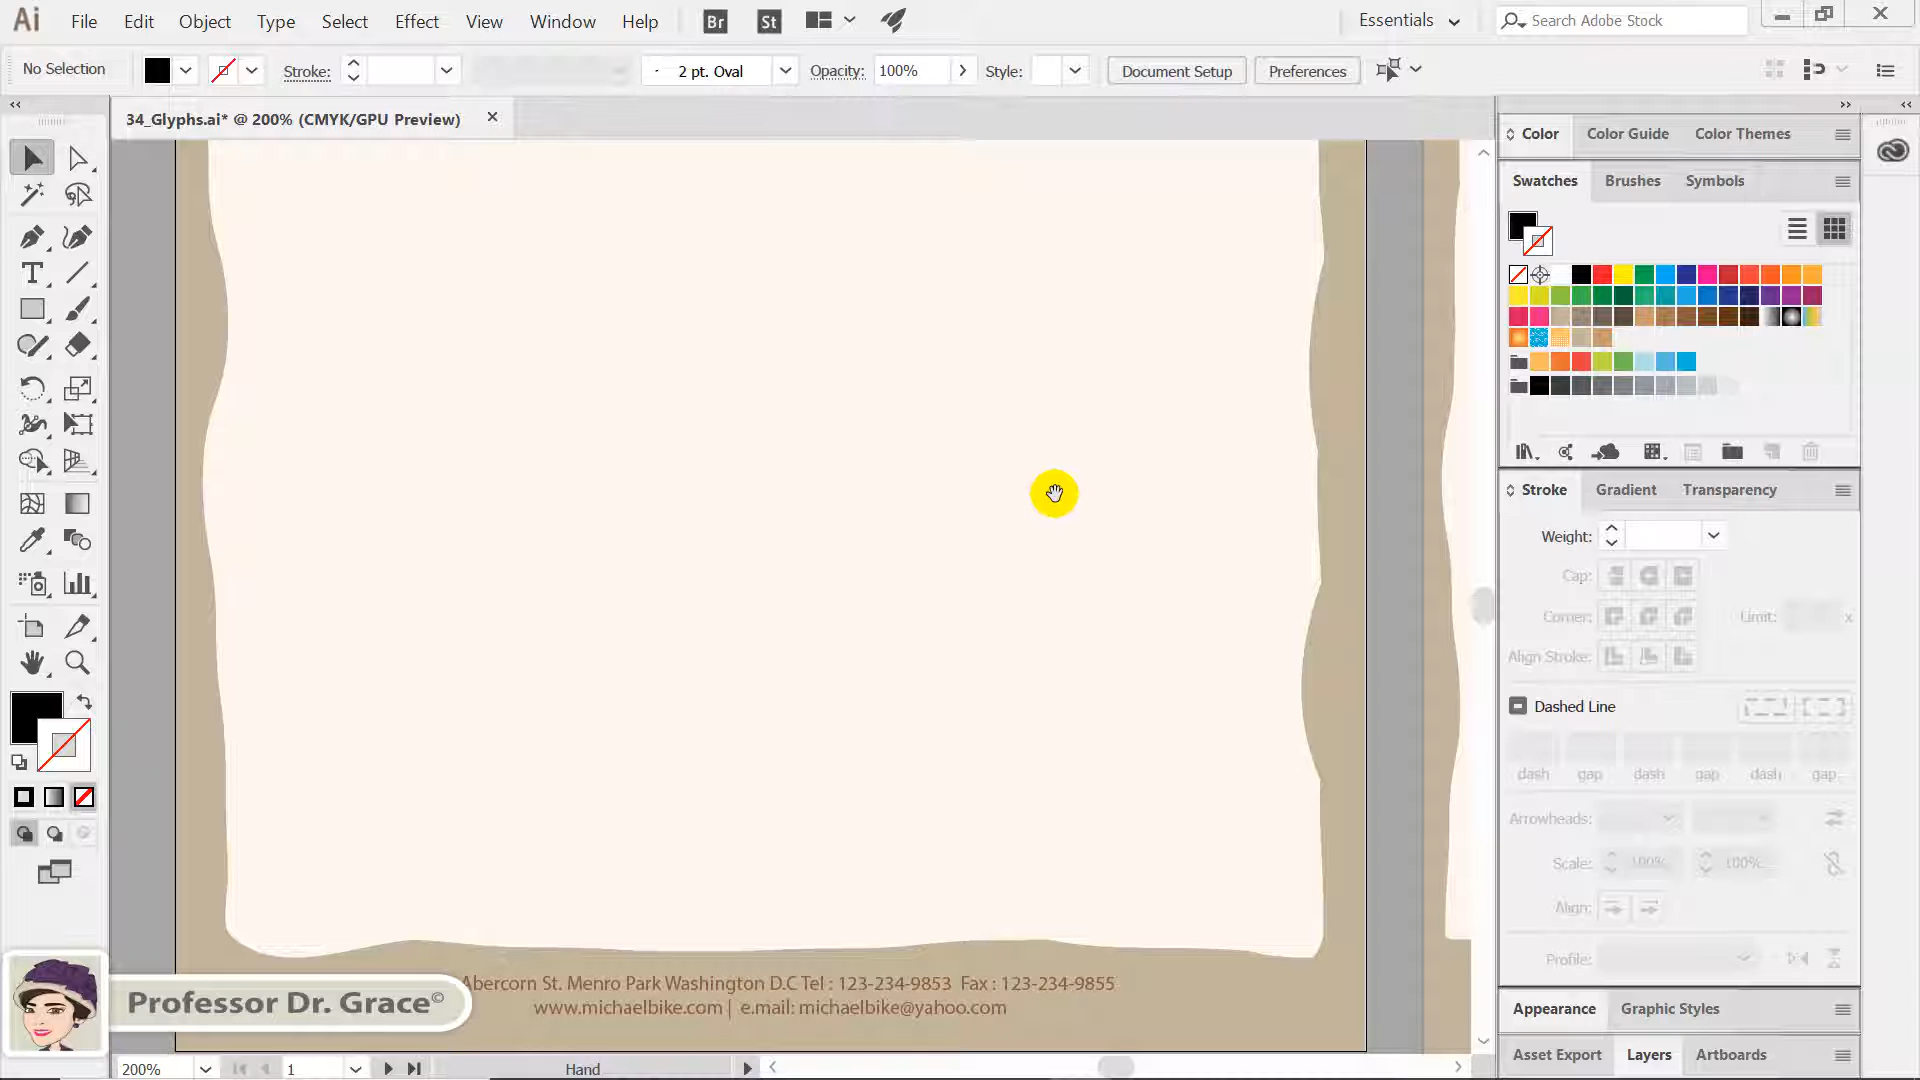 Ai File Edit Object Type Select Effect View Window Help Br St Essentials Search Adobe Stock
No Selection Stroke: 2 pt. Oval Opacity: 100% Style: Document Setup Preferences
34_Glyphs.ai* @ 200% (CMYK/GPU Preview)
Color Color Guide Color Themes
Swatches Brushes Symbols
Stroke Gradient Transparency
Weight:
Cap:
Corner: Limit: x
Align Stroke:
Dashed Line
dash gap dash gap dash gap
Arrowheads:
Scale: 100% 100%
Align:
Profile:
Abercorn St. Menro Park Washington D.C Tel : 123-234-9853 Fax : 123-234-9855
www.michaelbike.com | e.mail: michaelbike@yahoo.com
Professor Dr. Grace©
Appearance Graphic Styles
Asset Export Layers Artboards
200% 1 Hand